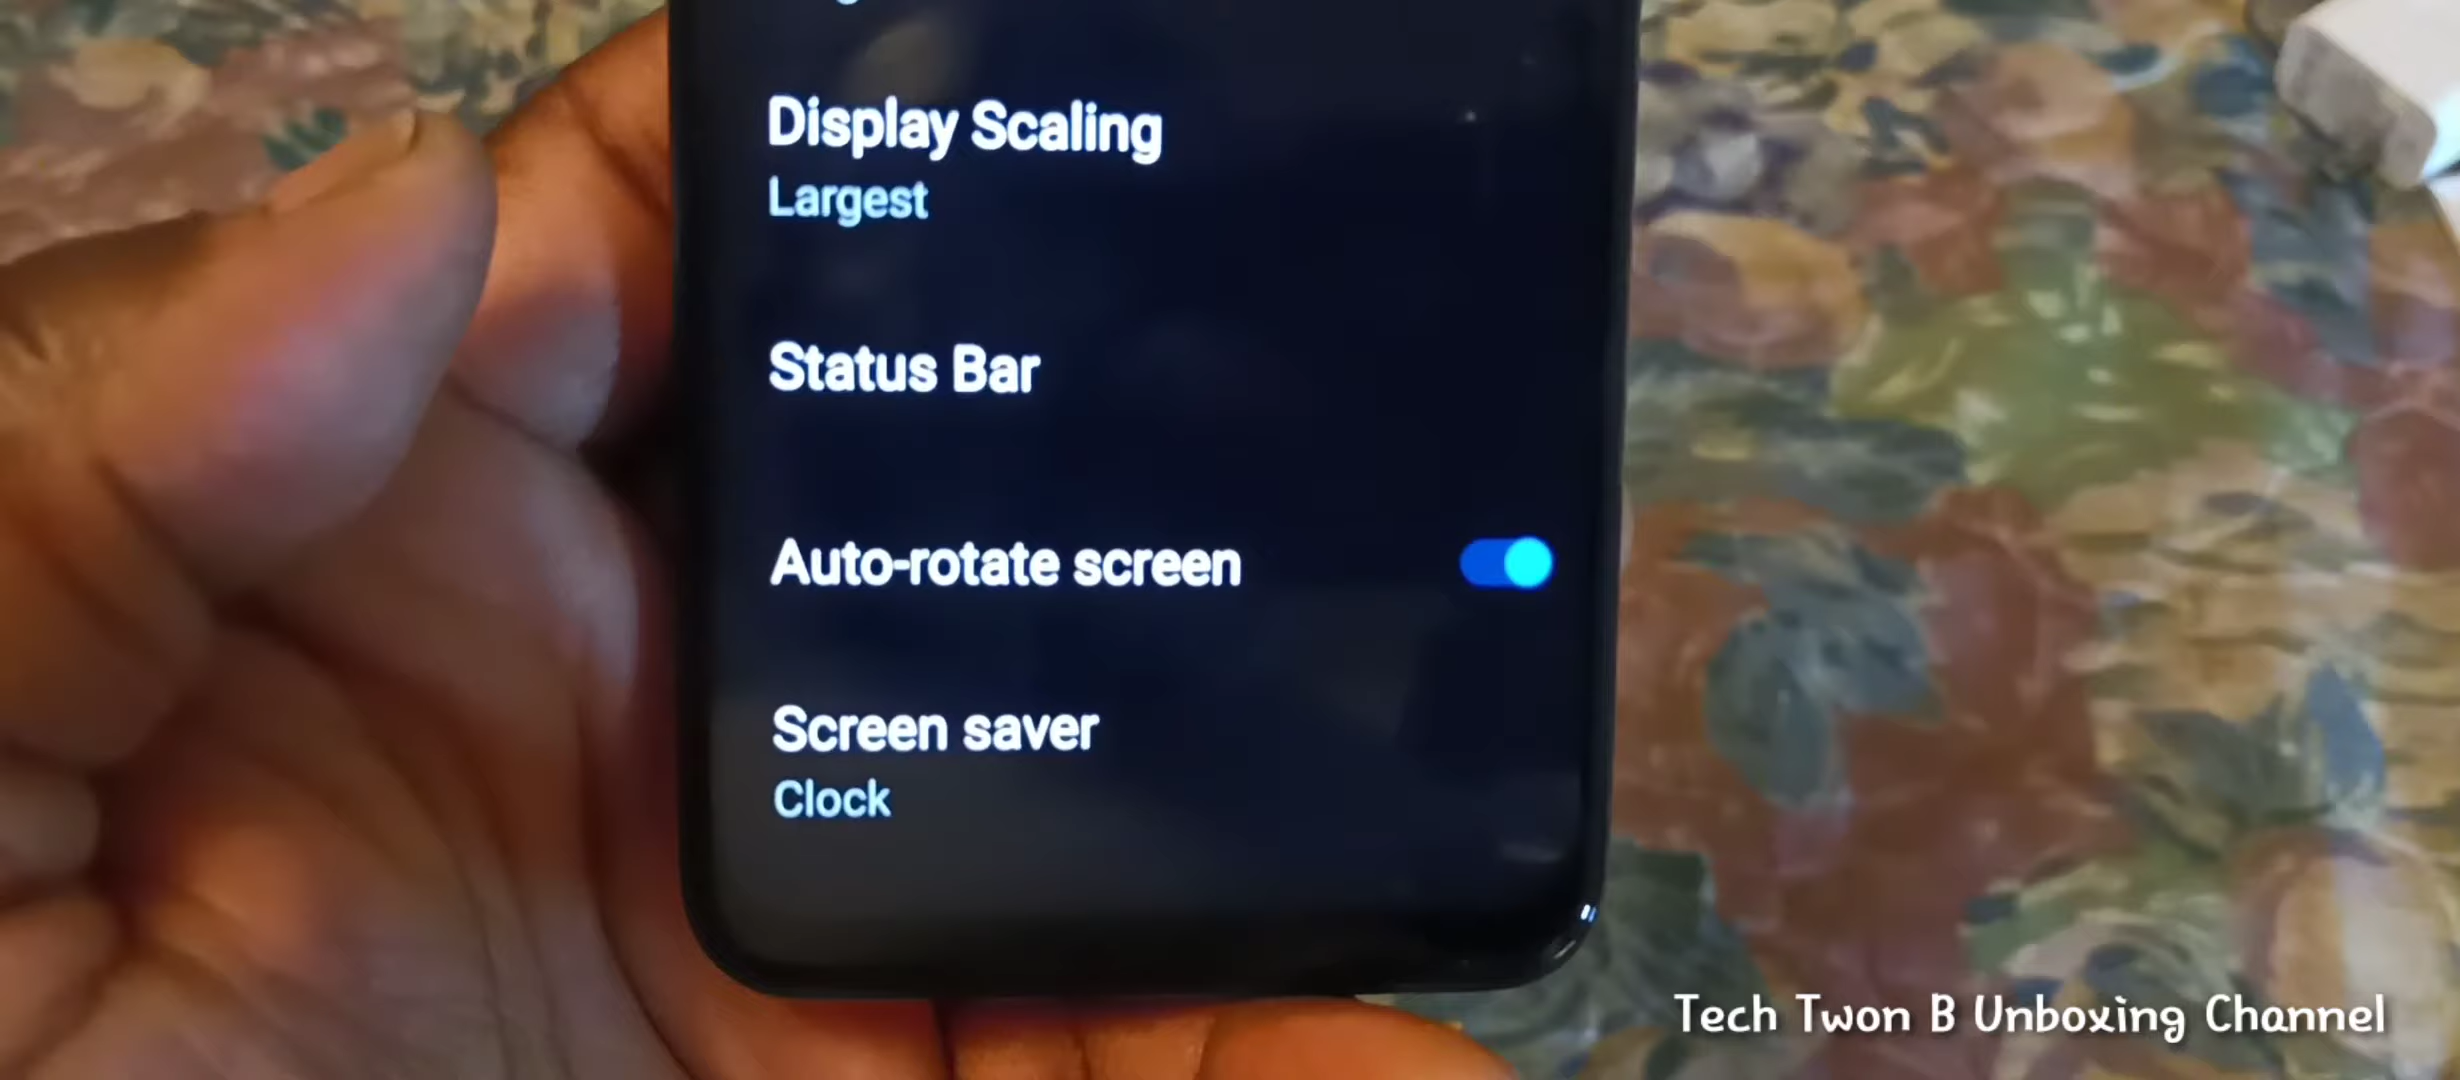 Display Scaling
Largest
Status Bar
Auto-rotate screen
Screen saver
Clock
Tech Twon B Unboxing Channel